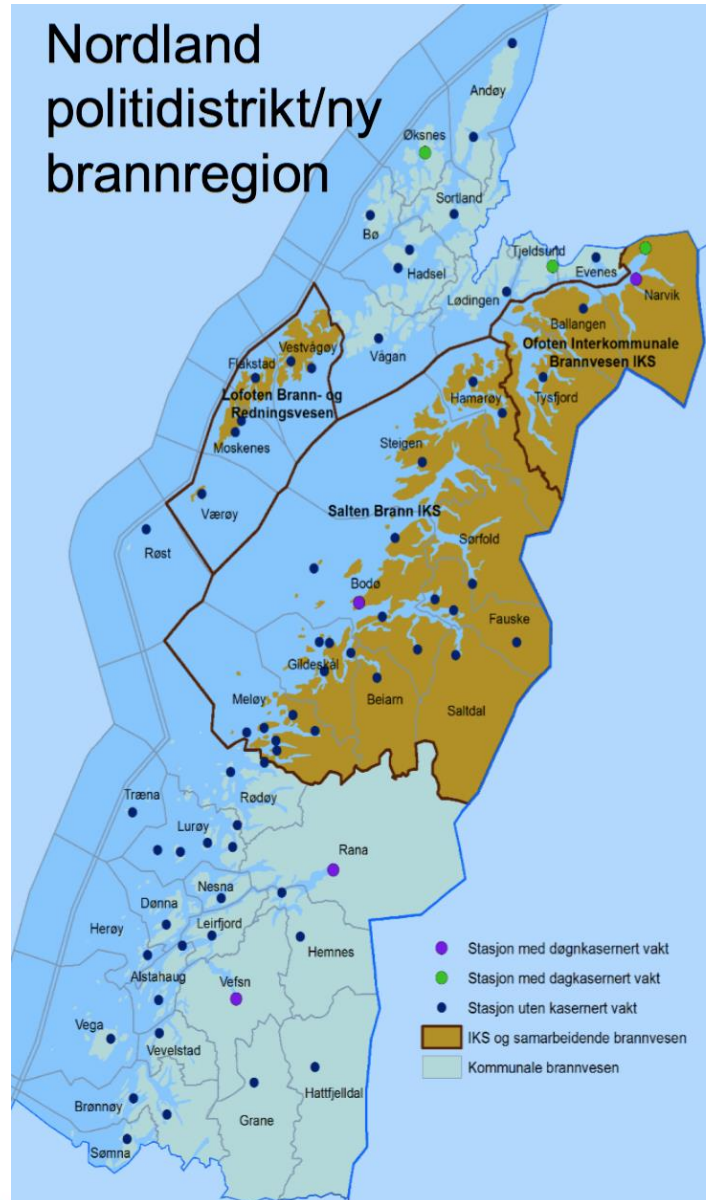 Nordland
politidistrikt/ny
brannregion
Andøy
Øksnes
Sortland
Bø
Hadsel
Tjeldsund
Evenes
Narvik
Lødingen
Ballangen
Ofoten Interkommunale
Brannvesen IKS
Vågan
Vestvågøy
Flakstad
Lofoten Brann- og
Redningsvesen
Hamarøy
Tysfjord
Moskenes
Steigen
Værøy
Salten Brann IKS
Røst
Sørfold
Bodø
Fauske
Gildeskål
Beiarn
Meløy
Saltdal
Træna
Rødøy
Lurøy
Rana
Nesna
Dønna
Herøy
Leirfjord
Hemnes
Alstahaug
Vefsn
Vega
Vevelstad
Hattfjelldal
Brønnøy
Grane
Sømna
Stasjon med døgnkasernert vakt
Stasjon med dagkasernert vakt
Stasjon uten kasernert vakt
IKS og samarbeidende brannvesen
Kommunale brannvesen